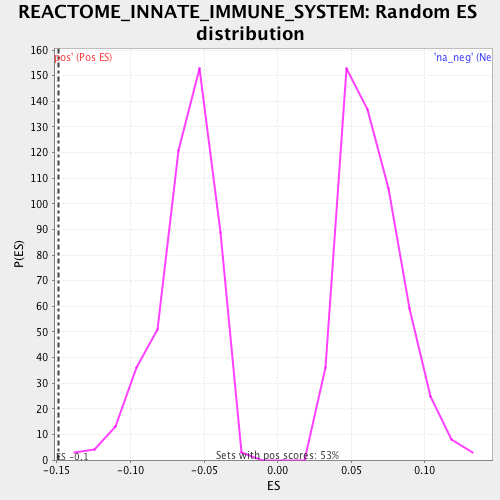 REACTOME_INNATE_IMMUNE_SYSTEM: Random ES
distribution
pos' (Pos ES)
'na_neg' (Ne
160
150
140
130
120
110
100
90
80
70
60
50
40
30
20
10
0
P(ES)
ES -0.1
Sets with pos scores: 53%
-0.15 -0.10 -0.05 0.00 0.05 0.10
ES